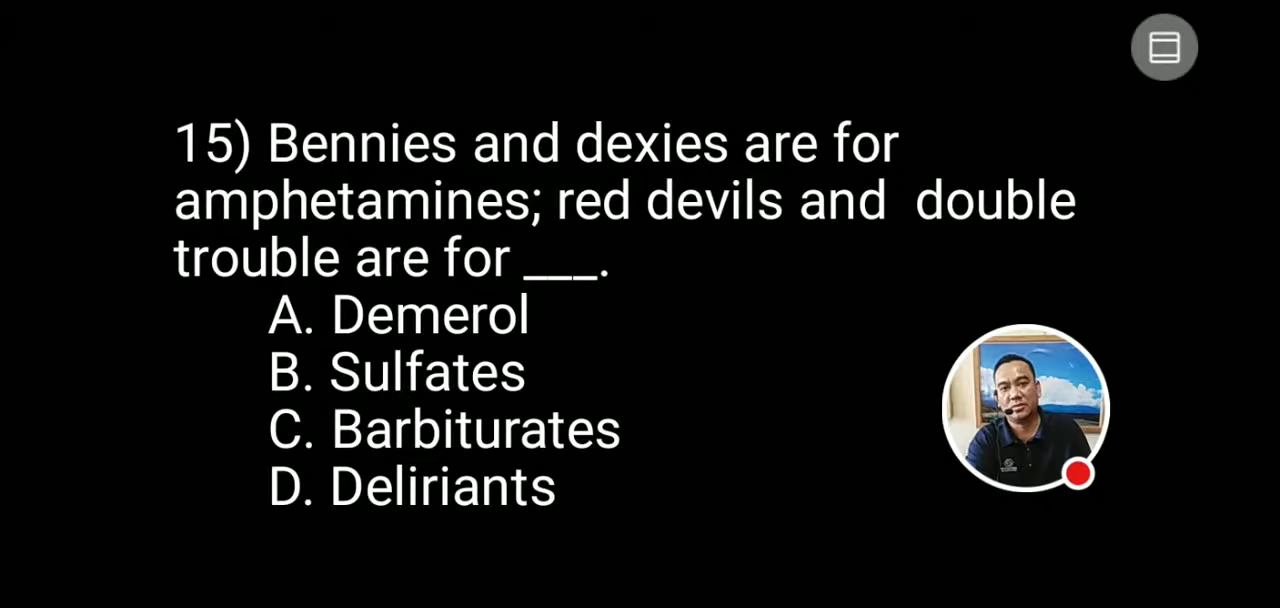 15) Bennies and dexies are for
amphetamines; red devils and  double
trouble are for ___.
A. Demerol
B. Sulfates
C. Barbiturates
D. Deliriants